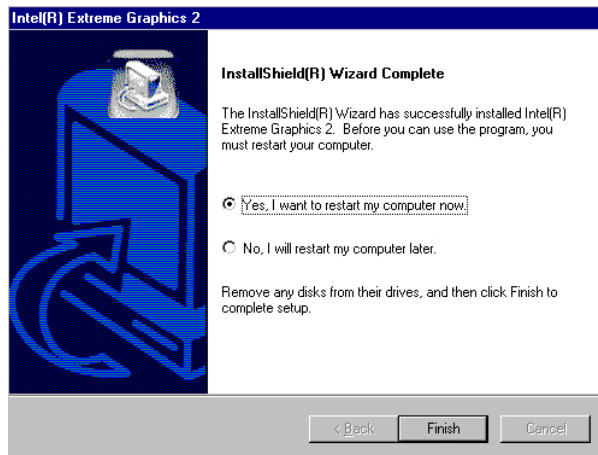 Intel(R) Extreme Graphics 2
InstallShield(R) Wizard Complete
The InstallShield(R) Wizard has successfully installed Intel(R)
Extreme Graphics 2. Before you can use the program, you
must restart your computer.
Yes, I want to restart my computer now.
No, I will restart my computer later.
Remove any disks from their drives, and then click Finish to
complete setup.
< Back
Finish
Cancel